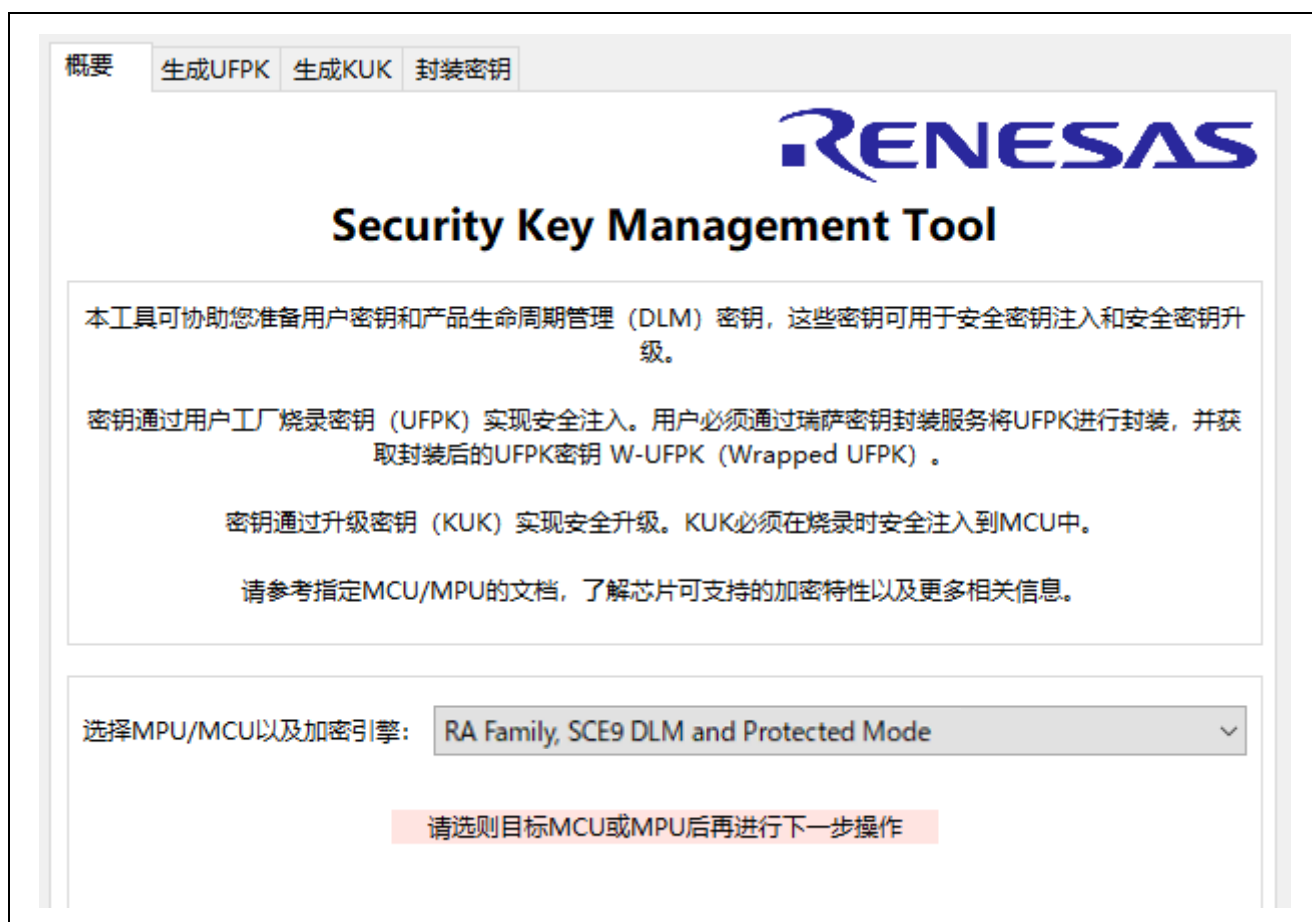 概要 生成UFPK 生成KUK 封装密钥
RENESAS
Security Key Management Tool
本工具可协助您准备用户密钥和产品生命周期管理（DLM）密钥，这些密钥可用于安全密钥注入和安全密钥升
级。
密钥通过用户工厂烧录密钥（UFPK）实现安全注入。用户必须通过瑞萨密钥封装服务将UFPK进行封装，并获
取封装后的UFPK密钥 W-UFPK（Wrapped UFPK）。
密钥通过升级密钥（KUK）实现安全升级。KUK必须在烧录时安全注入到MCU中。
请参考指定MCU/MPU的文档，了解芯片可支持的加密特性以及更多相关信息。
选择MPU/MCU以及加密引擎： RA Family, SCE9 DLM and Protected Mode
请选则目标MCU或MPU后再进行下一步操作